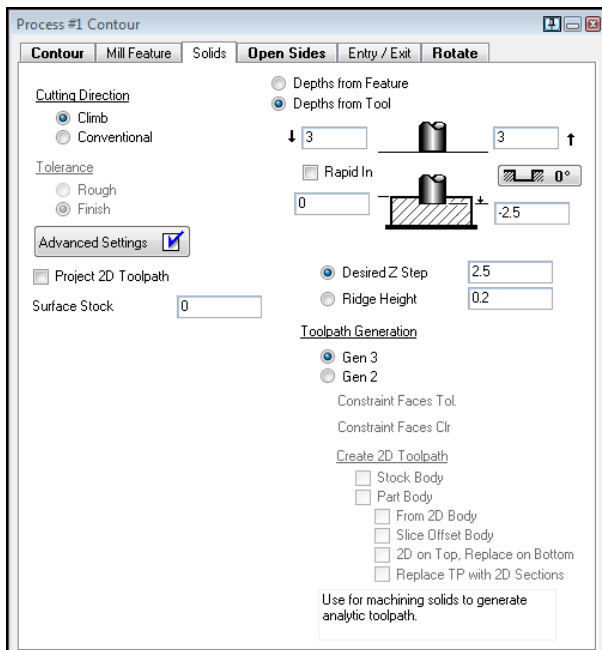 Process #1 Contour
Contour Mill Feature Solids Open Sides Entry / Exit Rotate
Cutting Direction
Climb
Conventional
Tolerance
Rough
Finish
Advanced Settings
Project 2D Toolpath
Surface Stock 0
Depths from Feature
Depths from Tool
3 3
Rapid In
0°
0
-2.5
Desired Z Step 2.5
Ridge Height 0.2
Toolpath Generation
Gen 3
Gen 2
Constraint Faces Tol.
Constraint Faces Clr
Create 2D Toolpath
Stock Body
Part Body
From 2D Body
Slice Offset Body
2D on Top, Replace on Bottom
Replace TP with 2D Sections
Use for machining solids to generate
analytic toolpath.